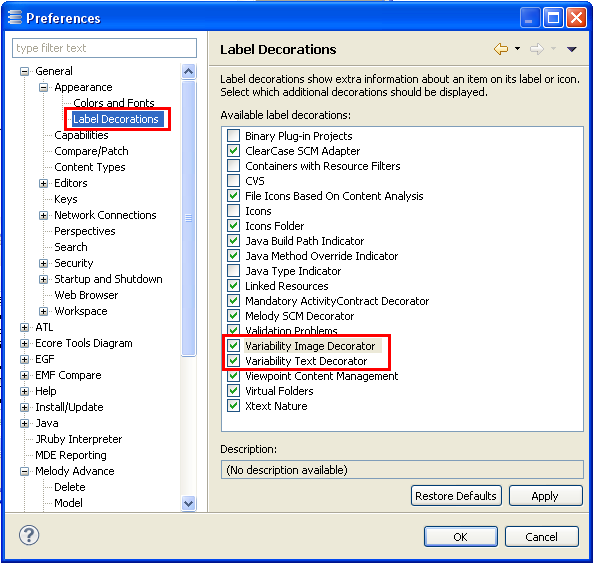 Preferences
type filter text
General
Appearance
Colors and Fonts
Label Decorations
Capabilities
Compare/Patch
Content Types
Editors
Keys
Network Connections
Perspectives
Search
Security
Startup and Shutdown
Web Browser
Workspace
ATL
Ecore Tools Diagram
EGF
EMF Compare
Help
Install/Update
Java
JRuby Interpreter
MDE Reporting
Melody Advance
Delete
Model
Label Decorations
Label decorations show extra information about an item on its label or icon.
Select which additional decorations should be displayed.
Available label decorations:
Binary Plug-in Projects
ClearCase SCM Adapter
Containers with Resource Filters
CVS
File Icons Based On Content Analysis
Icons
Icons Folder
Java Build Path Indicator
Java Method Override Indicator
Java Type Indicator
Linked Resources
Mandatory ActivityContract Decorator
Melody SCM Decorator
Validation Problems
Variability Image Decorator
Variability Text Decorator
Viewpoint Content Management
Virtual Folders
Xtext Nature
Description:
(No description available)
Restore Defaults
Apply
?
OK
Cancel